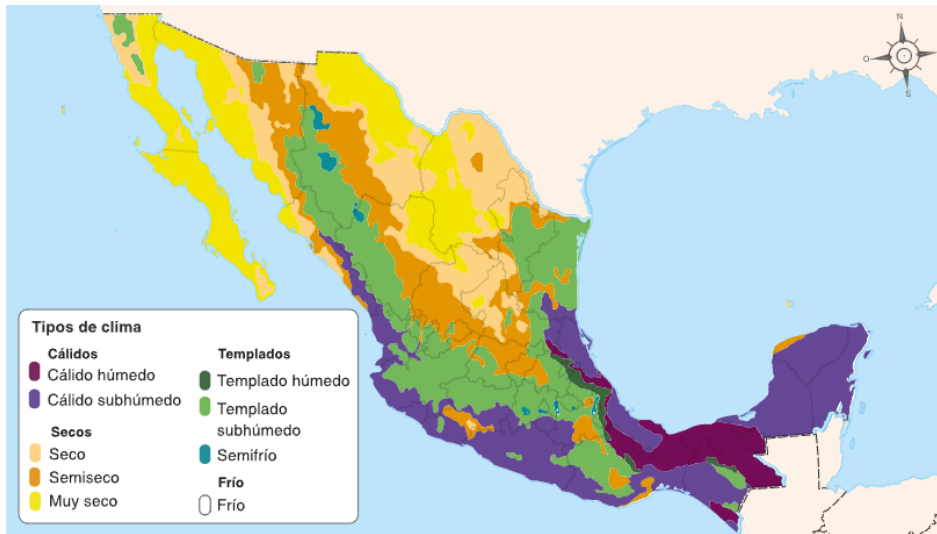 N
O
E
S
Tipos de clima
Cálidos
Cálido húmedo
Cálido subhúmedo
Secos
Seco
Semiseco
Muy seco
Templados
Templado húmedo
Templado
subhúmedo
Semifrío
Frío
Frío